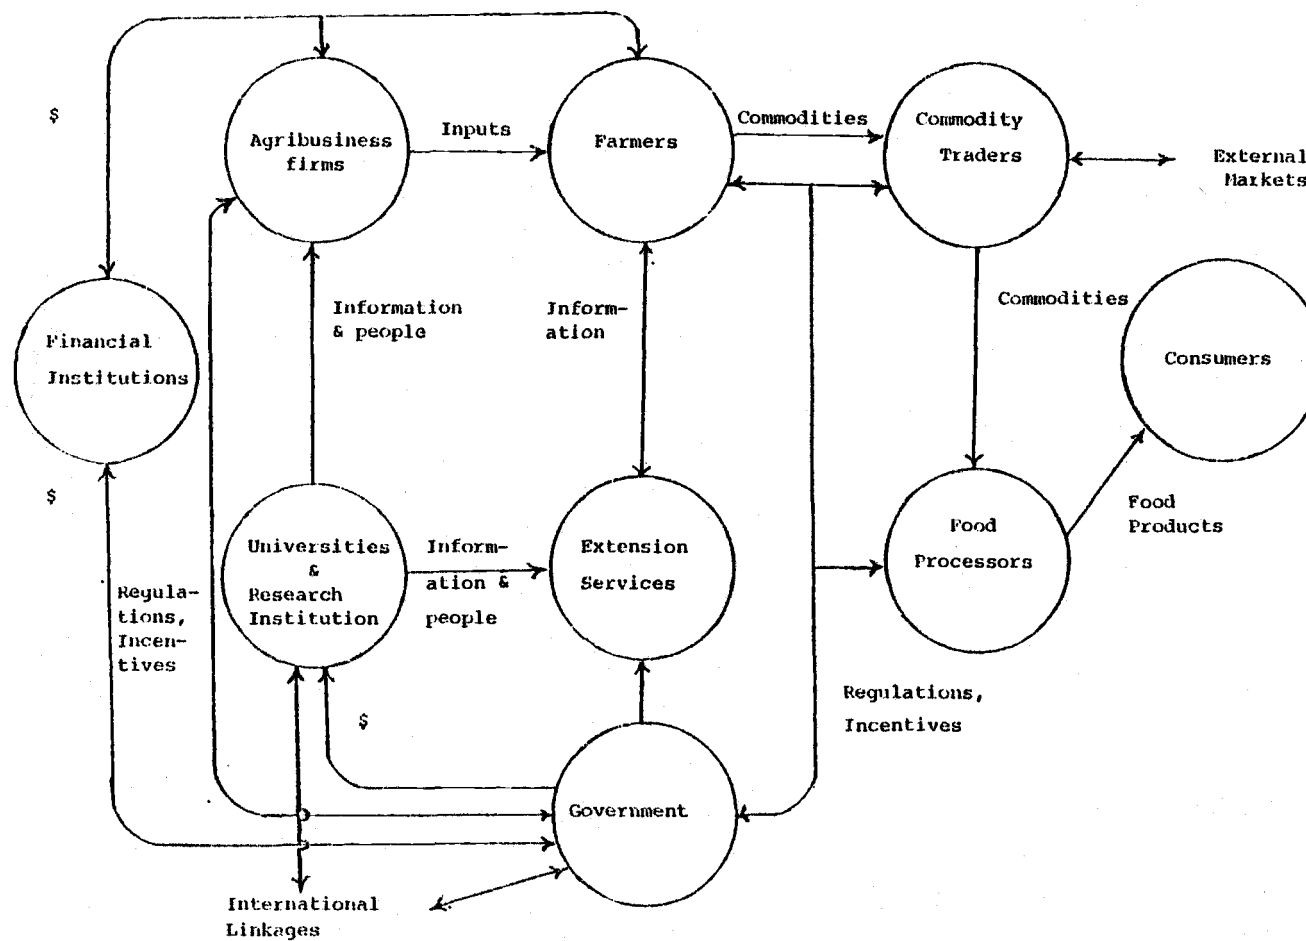 $
Agribusiness
firms
Inputs
Farmers
Commodities
Commodity
Traders
External
Markets
Information
& people
Inform-
ation
Commodities
Consumers
Financial
Institutions
$
Universities
&
Research
Institution
Inform-
ation &
people
Extension
Services
Food
Processors
Food
Products
Regula-
tions,
Incen-
tives
$
Regulations,
Incentives
Government
International
Linkages